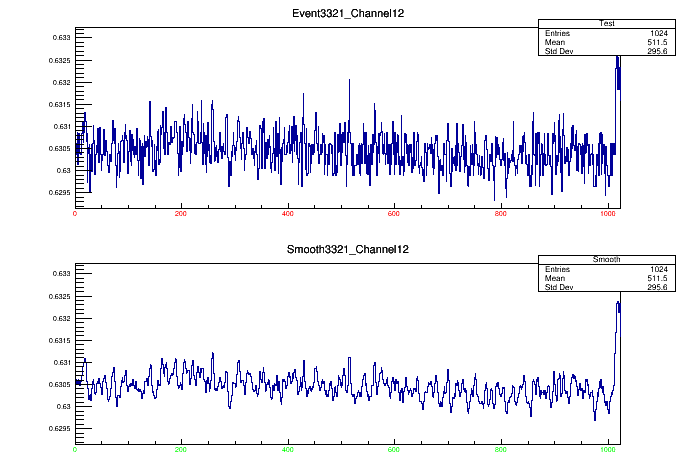 Event3321_Channel12
Test
Entries 1024
Mean 511.5
Std Dev 295.6
0.633
0.6325
0.632
0.6315
0.631
0.6305
0.63
0.6295
0 200 400 600 800 1000
Smooth3321_Channel12
Smooth
Entries 1024
Mean 511.5
Std Dev 295.6
0.633
0.6325
0.632
0.6315
0.631
0.6305
0.63
0.6295
0 200 400 600 800 1000